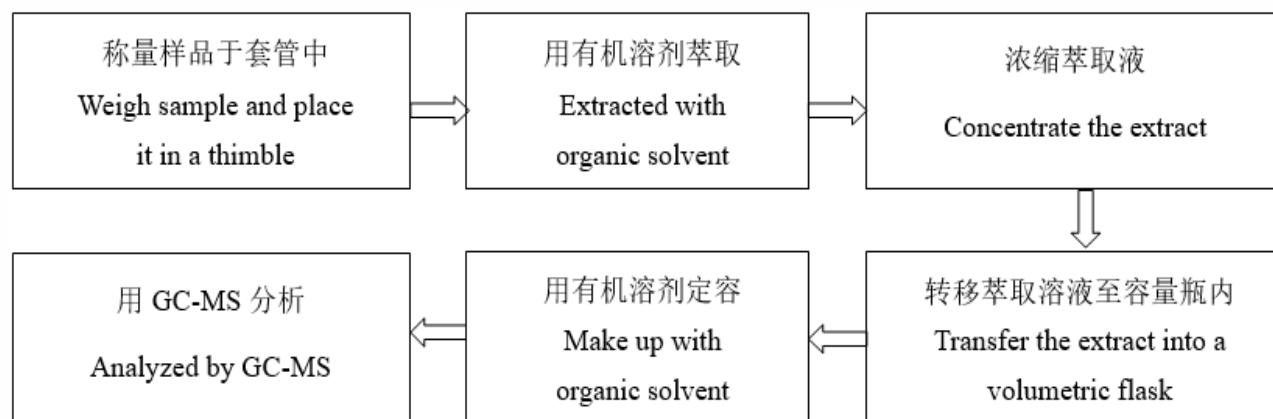 称量样品于套管中
Weigh sample and place
it in a thimble
用有机溶剂萃取
Extracted with
organic solvent
浓缩萃取液
Concentrate the extract
转移萃取溶液至容量瓶内
Transfer the extract into a
volumetric flask
用有机溶剂定容
Make up with
organic solvent
用 GC-MS 分析
Analyzed by GC-MS